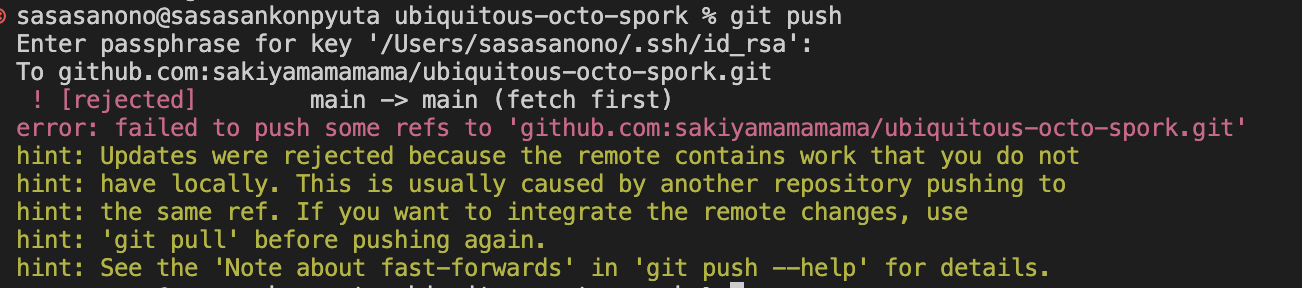 sasasanono@sasasankonpyuta ubiquitous-octo-spork % git push
Enter passphrase for key '/Users/sasasanono/.ssh/id_rsa':
To github.com:sakiyamamamama/ubiquitous-octo-spork.git
! [rejected]        main -> main (fetch first)
error: failed to push some refs to 'github.com:sakiyamamamama/ubiquitous-octo-spork.git'
hint: Updates were rejected because the remote contains work that you do not
hint: have locally. This is usually caused by another repository pushing to
hint: the same ref. If you want to integrate the remote changes, use
hint: 'git pull' before pushing again.
hint: See the 'Note about fast-forwards' in 'git push --help' for details.